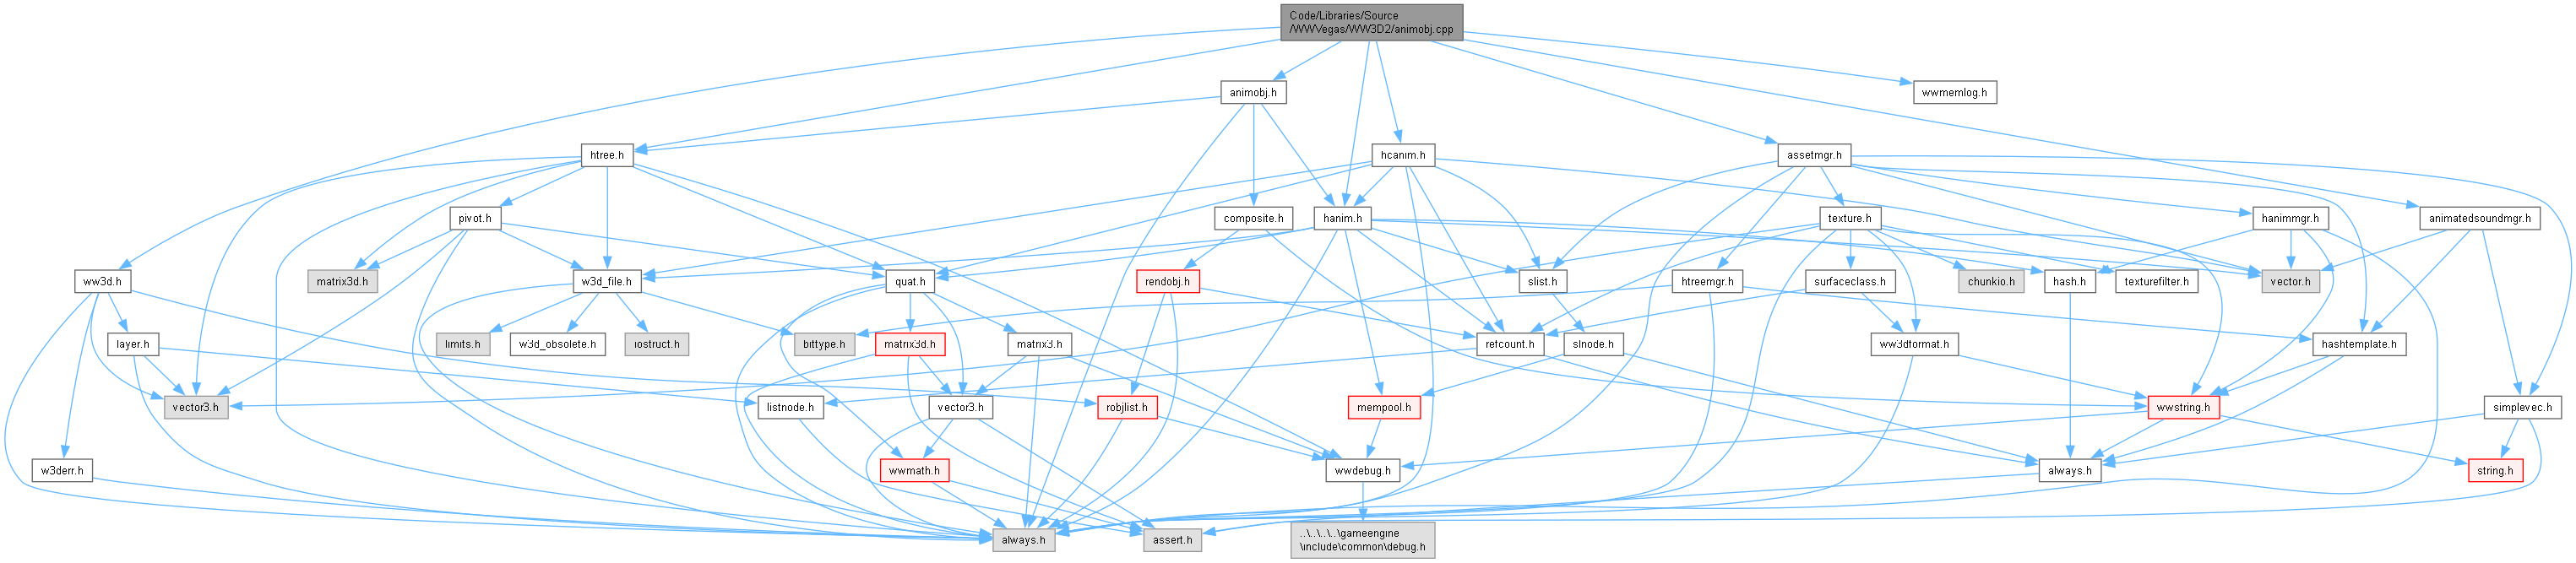 Code/Libraries/Source
/WWVegas/WW3D2/animobj.cpp
animobj.h
wwmemlog.h
htree.h
hcanim.h
assetmgr.h
pivot.h
composite.h
hanim.h
texture.h
hanimmgr.h
animatedsoundmgr.h
ww3d.h
matrix3d.h
w3d_file.h
quat.h
rendobj.h
slist.h
htreemgr.h
surfaceclass.h
chunkio.h
hash.h
texturefilter.h
vector.h
layer.h
limits.h
w3d_obsolete.h
iostruct.h
bittype.h
matrix3d.h
matrix3.h
refcount.h
slnode.h
ww3dformat.h
hashtemplate.h
vector3.h
listnode.h
vector3.h
robjlist.h
mempool.h
wwstring.h
simplevec.h
w3derr.h
wwmath.h
wwdebug.h
always.h
string.h
always.h
assert.h
..\..\..\..\gameengine
\include\common\debug.h